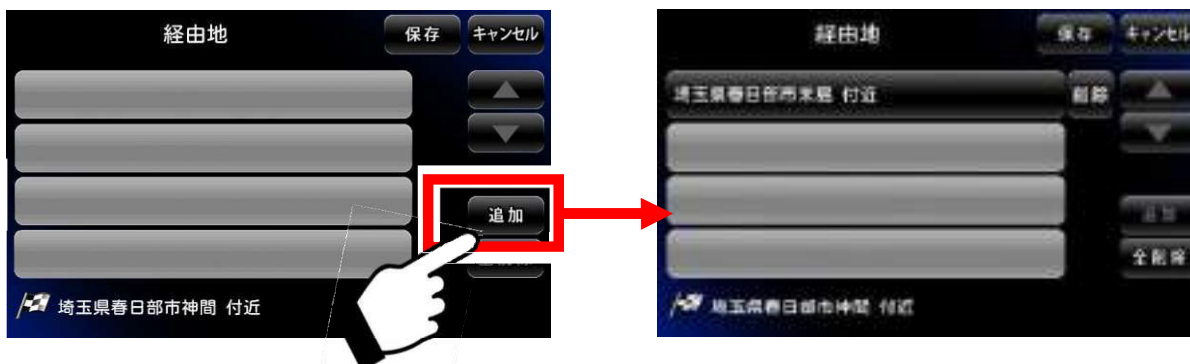 経由地
保存
キャンセル
追加
埼玉県春日部市神間 付近
経由地
保存
キャンセル
埼玉県春日部市米島 付近
削除
追加
全削除
埼玉県春日部市神間 付近